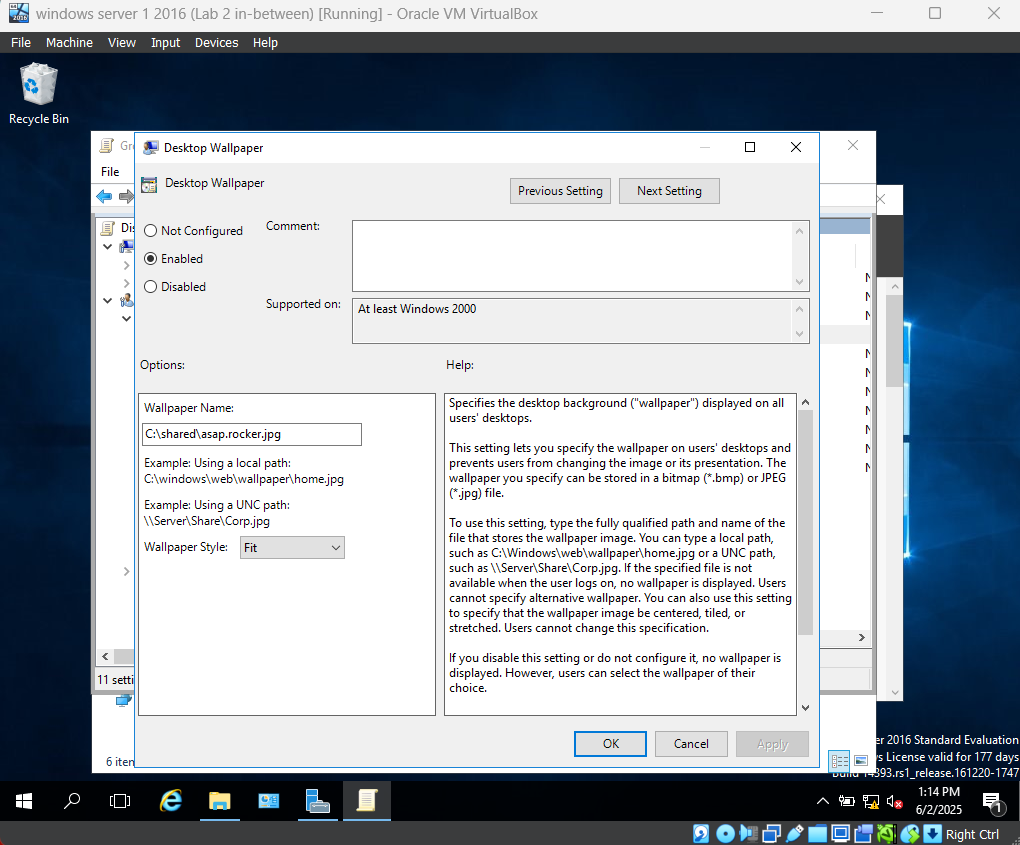 windows server 1 2016 (Lab 2 in-between) [Running] - Oracle VM VirtualBox
File Machine View Input Devices Help
Recycle Bin
Desktop Wallpaper
File
Desktop Wallpaper
Previous Setting
Next Setting
Not Configured
Enabled
Disabled
Comment:
Supported on:
At least Windows 2000
Options:
Help:
Wallpaper Name:
C:\shared\asap.rocker.jpg
Example: Using a local path:
C:\windows\web\wallpaper\home.jpg
Example: Using a UNC path:
\\Server\Share\Corp.jpg
Wallpaper Style:
Fit
Specifies the desktop background ("wallpaper") displayed on all
users' desktops.
This setting lets you specify the wallpaper on users' desktops and
prevents users from changing the image or its presentation. The
wallpaper you specify can be stored in a bitmap (*.bmp) or JPEG
(*.jpg) file.
To use this setting, type the fully qualified path and name of the
file that stores the wallpaper image. You can type a local path,
such as C:\Windows\web\wallpaper\home.jpg or a UNC path,
such as \\Server\Share\Corp.jpg. If the specified file is not
available when the user logs on, no wallpaper is displayed. Users
cannot specify alternative wallpaper. You can also use this setting
to specify that the wallpaper image be centered, tiled, or
stretched. Users cannot change this specification.
If you disable this setting or do not configure it, no wallpaper is
displayed. However, users can select the wallpaper of their
choice.
11 setti
6 iten
OK
Cancel
Apply
2016 Standard Evaluation
License valid for 177 days
Build 14393.rs1_release.161220-1747
1:14 PM
6/2/2025
1
Right Ctrl